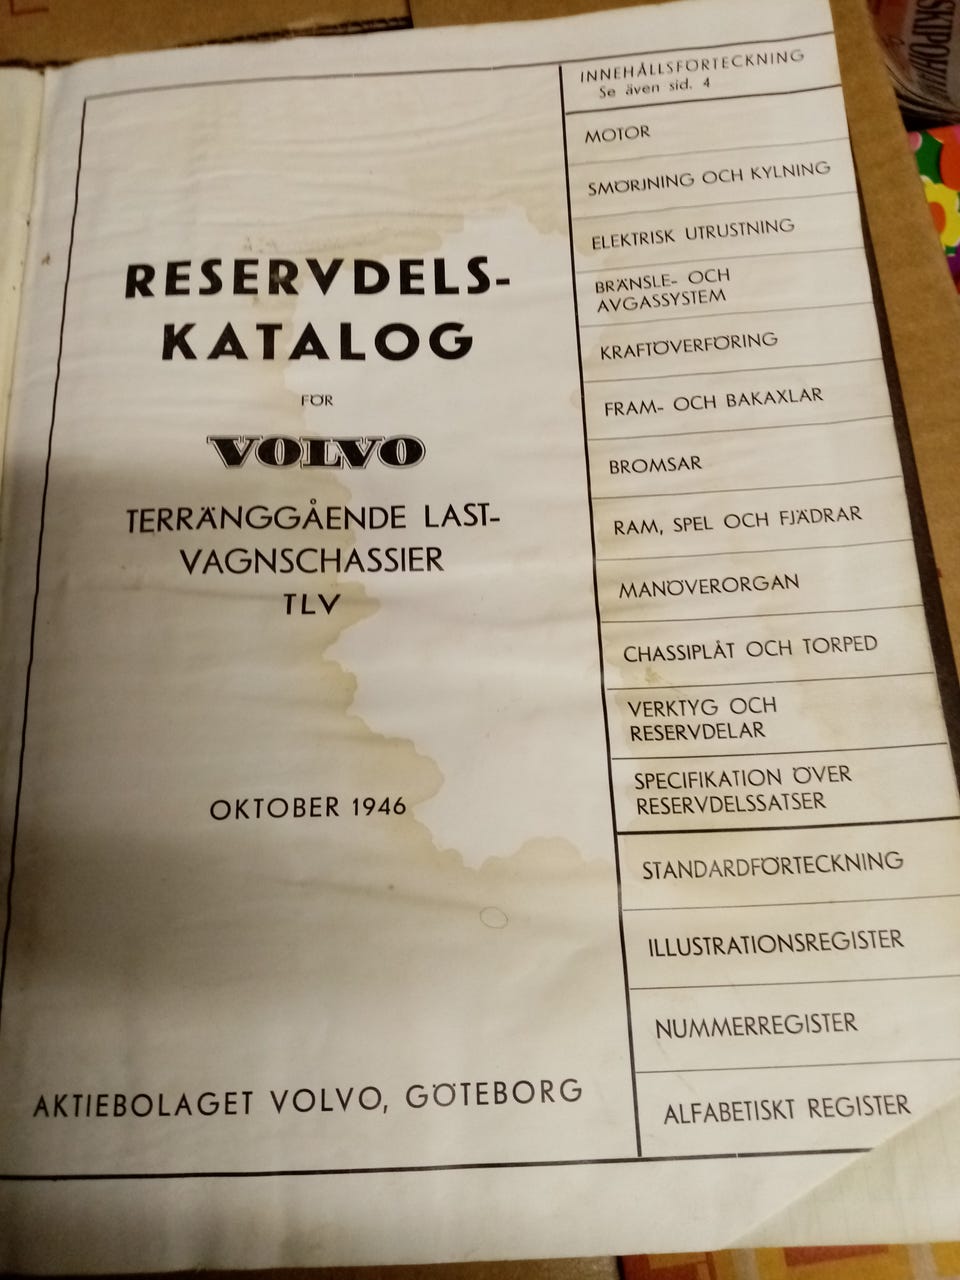 RESERVDELS-
KATALOG
FÖR
VOLVO
TERRÄNGGÅENDE LAST-
VAGNSCHASSIER
TLV
OKTOBER 1946
AKTIEBOLAGET VOLVO, GÖTEBORG
INNEHÅLLSFÖRTECKNING
Se även sid. 4
MOTOR
SMÖRJNING OCH KYLNING
ELEKTRISK UTRUSTNING
BRÄNSLE- OCH
AVGASSYSTEM
KRAFTÖVERFÖRING
FRAM- OCH BAKAXLAR
BROMSAR
RAM, SPEL OCH FJÄDRAR
MANÖVERORGAN
CHASSIPLÅT OCH TORPED
VERKTYG OCH
RESERVDELAR
SPECIFIKATION ÖVER
RESERVDELSSATSER
STANDARDFÖRTECKNING
ILLUSTRATIONSREGISTER
NUMMERREGISTER
ALFABETISKT REGISTER